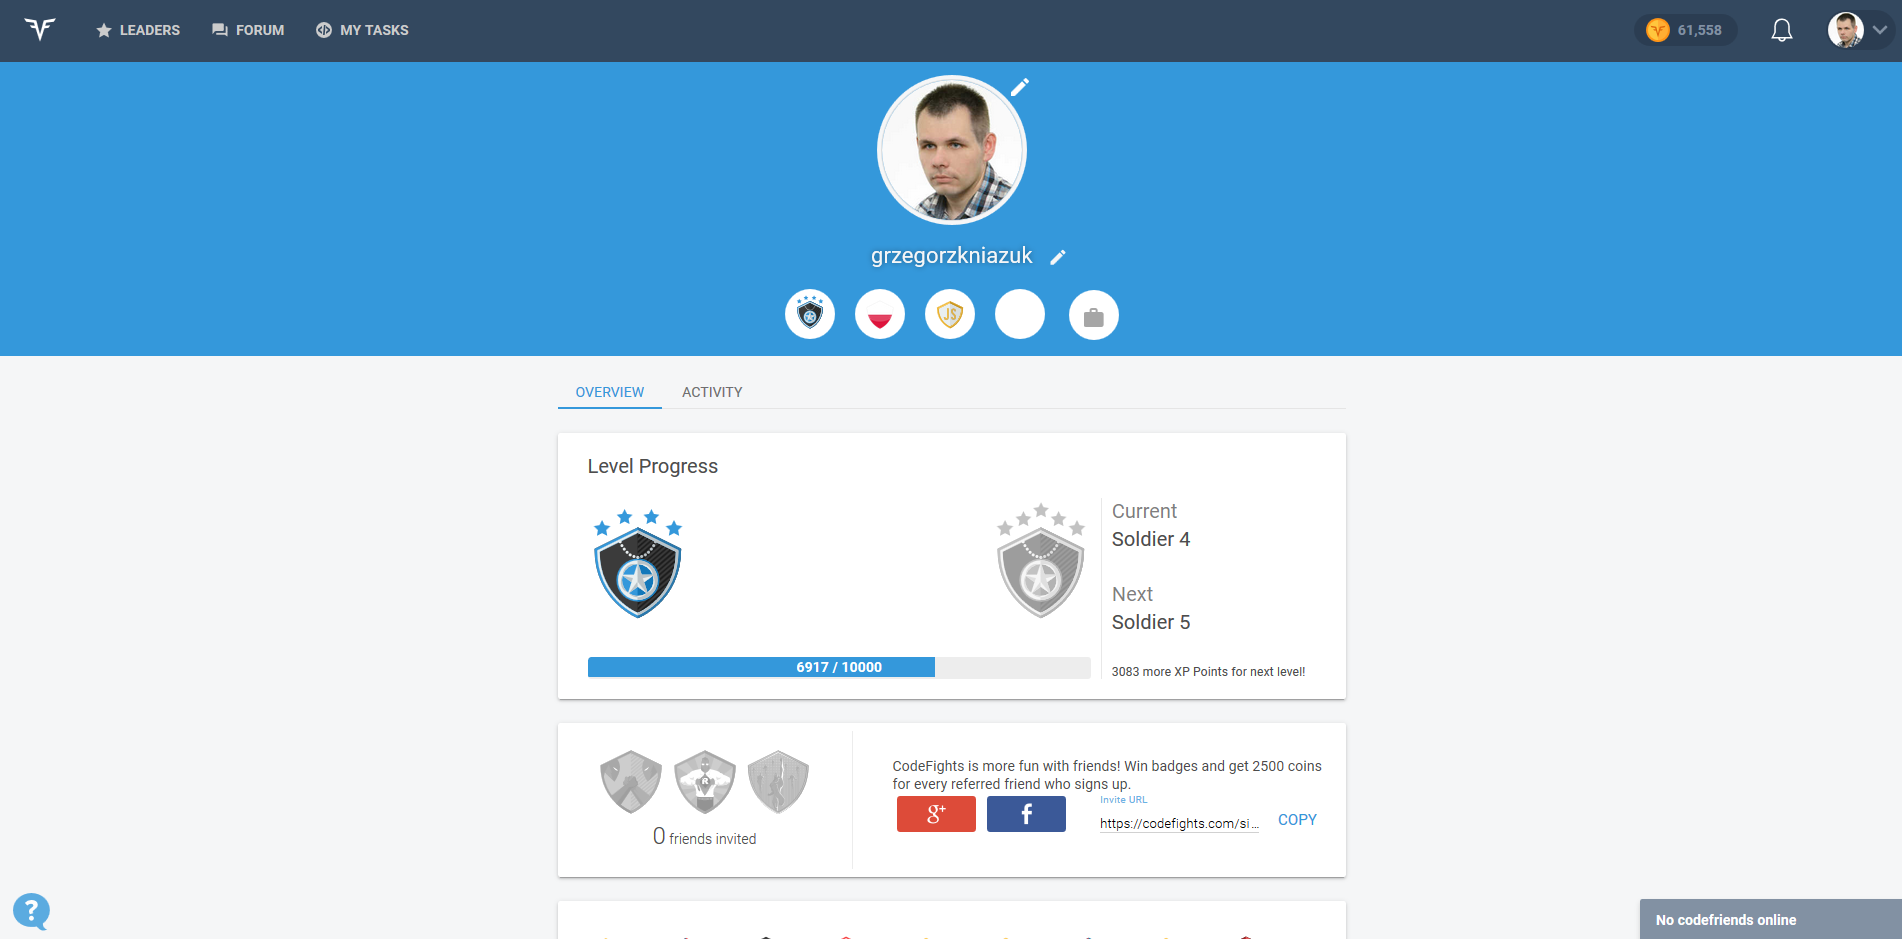 LEADERS FORUM MY TASKS 61,558
grzegorzkniazuk
JS
OVERVIEW ACTIVITY
Level Progress
Current
Soldier 4
Next
Soldier 5
6917 / 10000
3083 more XP Points for next level!
CodeFights is more fun with friends! Win badges and get 2500 coins
for every referred friend who signs up.
R
g+ f
Invite URL
https://codefights.com/si...
COPY
0 friends invited
?
No codefriends online